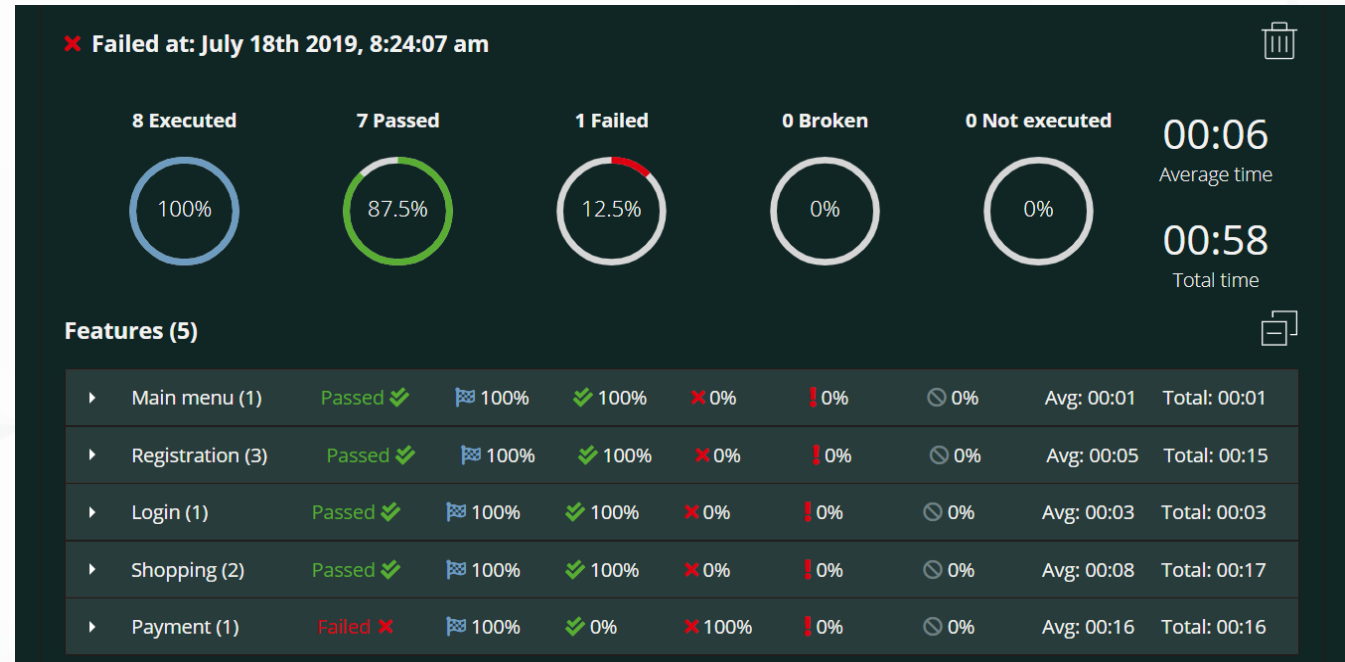 Failed at: July 18th 2019, 8:24:07 am
8 Executed 7 Passed 1 Failed 0 Broken 0 Not executed
100% 87.5% 12.5% 0% 0%
00:06
Average time
00:58
Total time
Features (5)
Main menu (1) Passed 100% 100% 0% 0% 0% Avg: 00:01 Total: 00:01
Registration (3) Passed 100% 100% 0% 0% 0% Avg: 00:05 Total: 00:15
Login (1) Passed 100% 100% 0% 0% 0% Avg: 00:03 Total: 00:03
Shopping (2) Passed 100% 100% 0% 0% 0% Avg: 00:08 Total: 00:17
Payment (1) Failed 100% 0% 100% 0% 0% Avg: 00:16 Total: 00:16